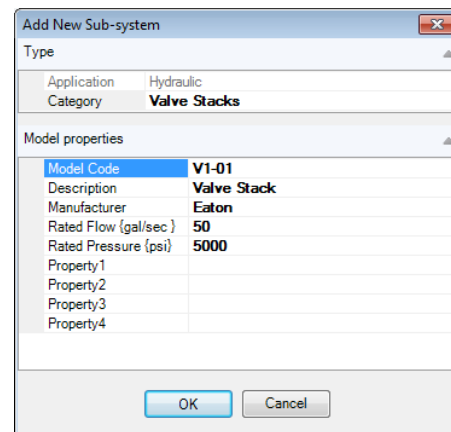 Add New Sub-system
Type
Application Hydraulic
Category Valve Stacks
Model properties
Model Code V1-01
Description Valve Stack
Manufacturer Eaton
Rated Flow {gal/sec } 50
Rated Pressure {psi} 5000
Property1
Property2
Property3
Property4
OK Cancel